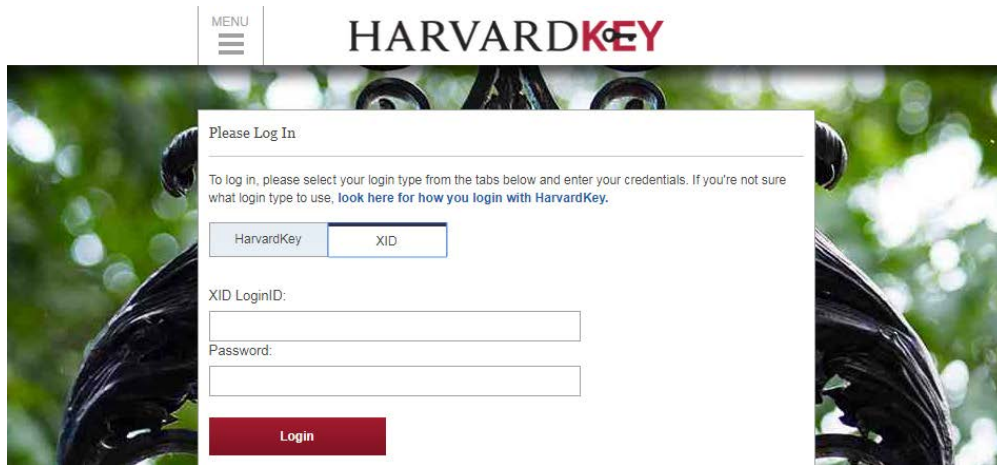 MENU
HARVARDKEY
Please Log In
To log in, please select your login type from the tabs below and enter your credentials. If you're not sure
what login type to use, look here for how you login with HarvardKey.
HarvardKey
XID
XID LoginID:
Password:
Login